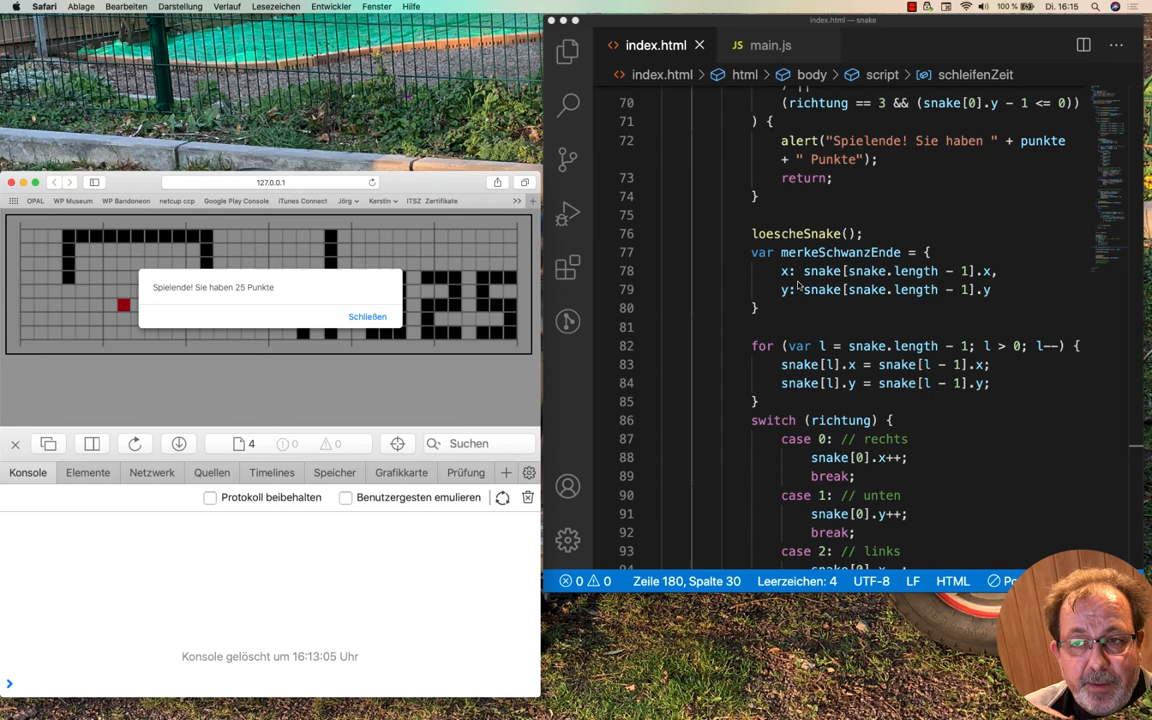 Safari Ablage Bearbeiten Darstellung Verlauf Lesezeichen Entwickler Fenster Hilfe
100 % Di. 16:15
127.0.0.1
OPAL WP Museum WP Bandoneon netcup ccp Google Play Console iTunes Connect Jörg Kerstin ITSZ Zertifikate >> +
25
Spielende! Sie haben 25 Punkte
Schließen
4 0 0 Suchen
Konsole Elemente Netzwerk Quellen Timelines Speicher Grafikkarte Prüfung +
Protokoll beibehalten Benutzergesten emulieren
Konsole gelöscht um 16:13:05 Uhr
index.html — snake
index.html JS main.js
index.html > html > body > script > schleifenZeit
70 (richtung == 3 && (snake[0].y - 1 <= 0))
71 ) {
72 alert("Spielende! Sie haben " + punkte
+ " Punkte");
73 return;
74 }
75
76 loescheSnake();
77 var merkeSchwanzEnde = {
78 x: snake[snake.length - 1].x,
79 y: snake[snake.length - 1].y
80 }
81
82 for (var l = snake.length - 1; l > 0; l--) {
83 snake[l].x = snake[l - 1].x;
84 snake[l].y = snake[l - 1].y;
85 }
86 switch (richtung) {
87 case 0: // rechts
88 snake[0].x++;
89 break;
90 case 1: // unten
91 snake[0].y++;
92 break;
93 case 2: // links
0 0 Zeile 180, Spalte 30 Leerzeichen: 4 UTF-8 LF HTML